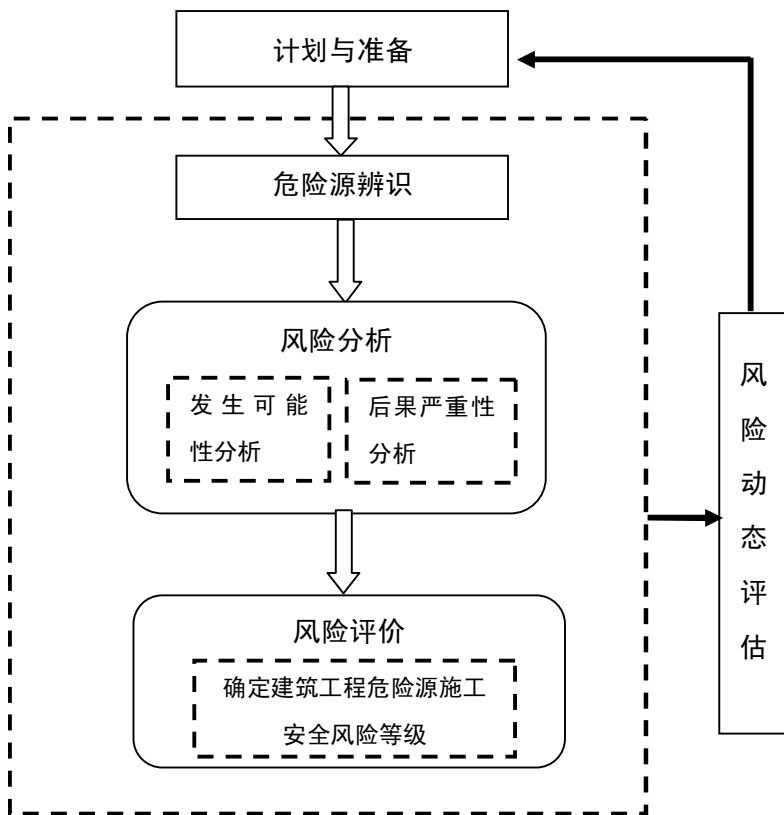 计划与准备
危险源辨识
风险分析
发生可能
性分析
后果严重性
分析
风险评价
确定建筑工程危险源施工
安全风险等级
风
险
动
态
评
估